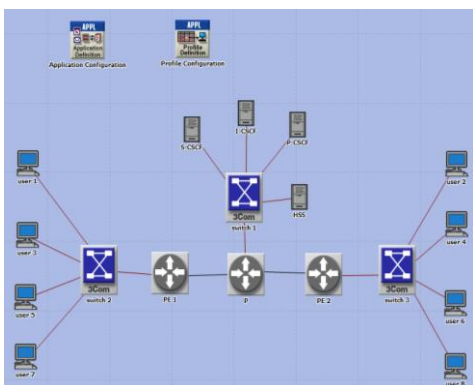 APPL
Application
Definition
Application Configuration
APPL
Profile
Definition
Profile Configuration
S-CSCF
I-CSCF
P-CSCF
HSS
3Com
switch 1
user 1
user 3
user 5
user 7
3Com
switch 2
PE 1
P
PE 2
3Com
switch 3
user 2
user 4
user 6
user 8